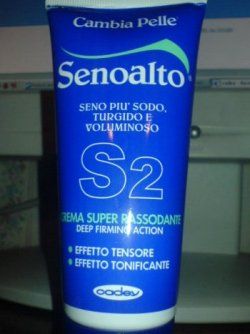 Cambia Pelle
Senoalto
SENO PIU' SODO,
TURGIDO E
VOLUMINOSO
S2
CREMA SUPER RASSODANTE
DEEP FIRMING ACTION
• EFFETTO TENSORE
• EFFETTO TONIFICANTE
cadey